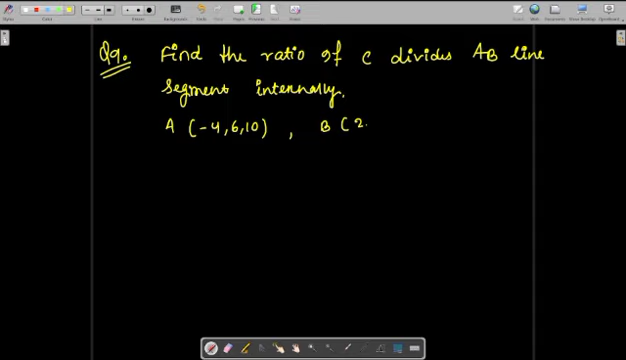 Q9. Find the ratio of C divides AB line
segment internally.
A (-4,6,10) , B (2